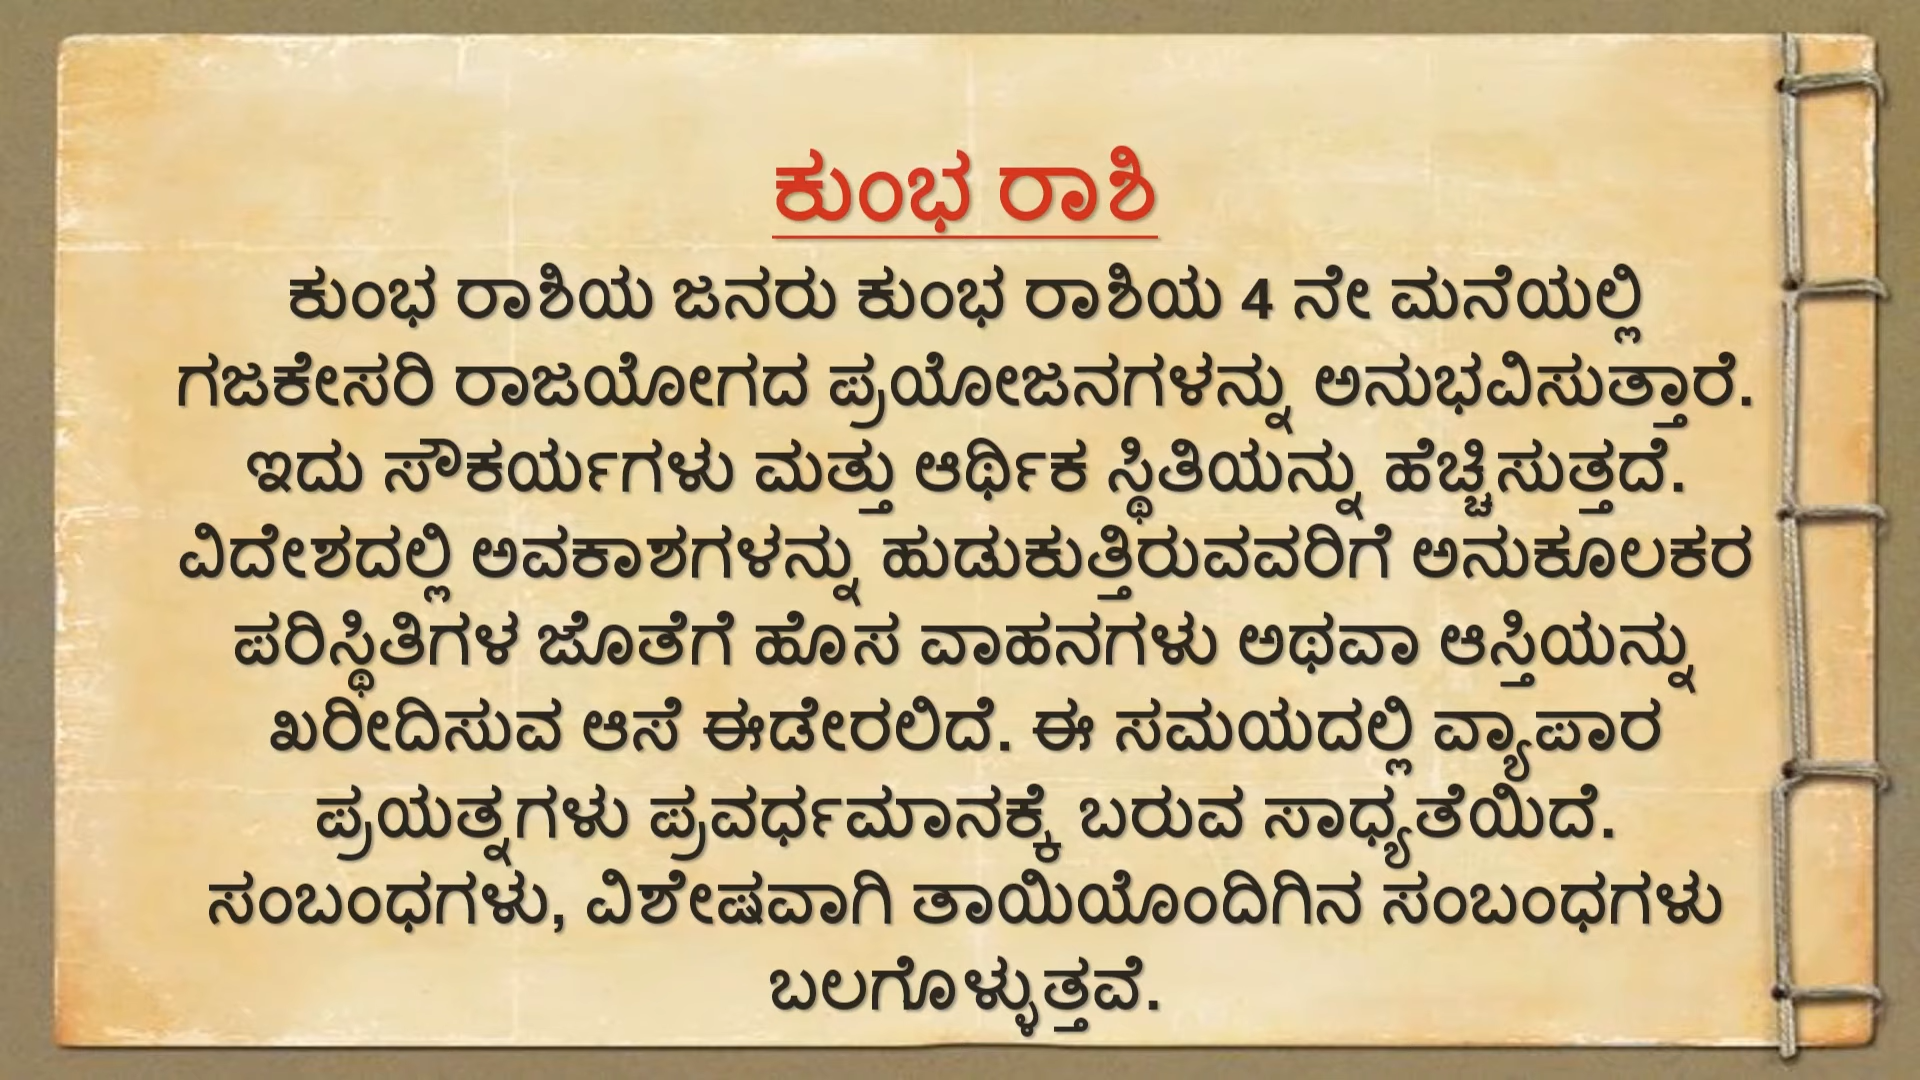 ಕುಂಭ ರಾಶಿ
ಕುಂಭ ರಾಶಿಯ ಜನರು ಕುಂಭ ರಾಶಿಯ 4 ನೇ ಮನೆಯಲ್ಲಿ
ಗಜಕೇಸರಿ ರಾಜಯೋಗದ ಪ್ರಯೋಜನಗಳನ್ನು ಅನುಭವಿಸುತ್ತಾರೆ.
ಇದು ಸೌಕರ್ಯಗಳು ಮತ್ತು ಆರ್ಥಿಕ ಸ್ಥಿತಿಯನ್ನು ಹೆಚ್ಚಿಸುತ್ತದೆ.
ವಿದೇಶದಲ್ಲಿ ಅವಕಾಶಗಳನ್ನು ಹುಡುಕುತ್ತಿರುವವರಿಗೆ ಅನುಕೂಲಕರ
ಪರಿಸ್ಥಿತಿಗಳ ಜೊತೆಗೆ ಹೊಸ ವಾಹನಗಳು ಅಥವಾ ಆಸ್ತಿಯನ್ನು
ಖರೀದಿಸುವ ಆಸೆ ಈಡೇರಲಿದೆ. ಈ ಸಮಯದಲ್ಲಿ ವ್ಯಾಪಾರ
ಪ್ರಯತ್ನಗಳು ಪ್ರವರ್ಧಮಾನಕ್ಕೆ ಬರುವ ಸಾಧ್ಯತೆಯಿದೆ.
ಸಂಬಂಧಗಳು, ವಿಶೇಷವಾಗಿ ತಾಯಿಯೊಂದಿಗಿನ ಸಂಬಂಧಗಳು
ಬಲಗೊಳ್ಳುತ್ತವೆ.